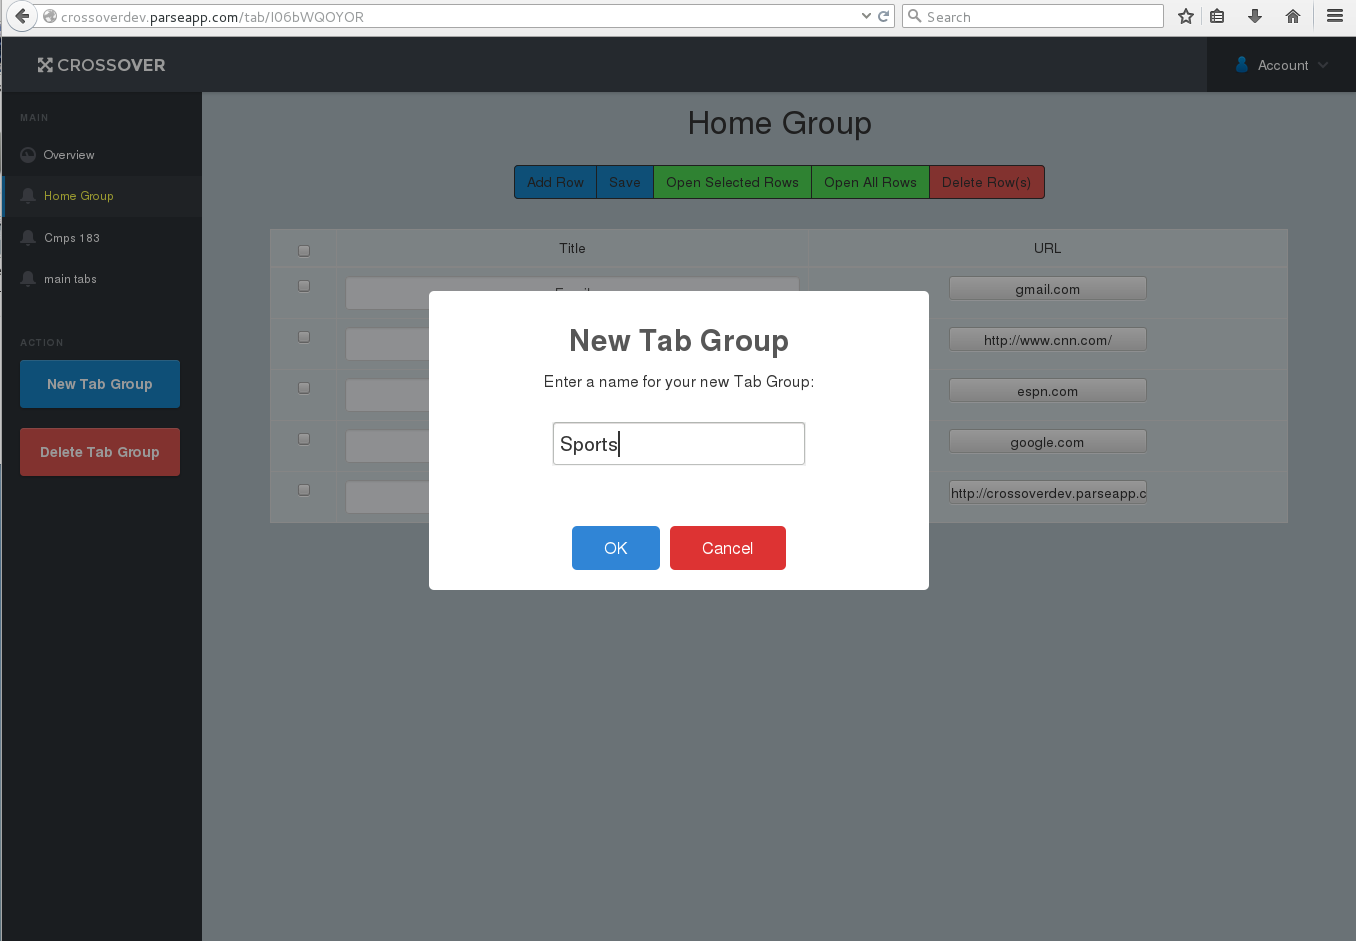 crossoverdev.parseapp.com/tab/I06bWQOYOR
Search
CROSSOVER
Account
MAIN
Overview
Home Group
Cmps 183
main tabs
ACTION
New Tab Group
Delete Tab Group
Home Group
Add Row Save Open Selected Rows Open All Rows Delete Row(s)
Title URL
gmail.com
http://www.cnn.com/
espn.com
google.com
http://crossoverdev.parseapp.c
New Tab Group
Enter a name for your new Tab Group:
Sports
OK Cancel